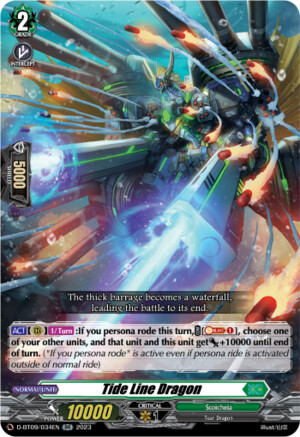 2
GRADE
INTERCEPT
5000
SHIELD
The thick barrage becomes a waterfall,
leading the battle to its end.
ACT 1/Turn :If you persona rode this turn, choose one
of your other units, and that unit and this unit get +10000 until end
of turn. ("If you persona rode" is active even if persona ride is activated
outside of normal ride)
NORMAL UNIT
Tide Line Dragon
POWER 10000
CRITICAL
1
Stoicheia
Tear Dragon
D-BT09/034EN RR 2023